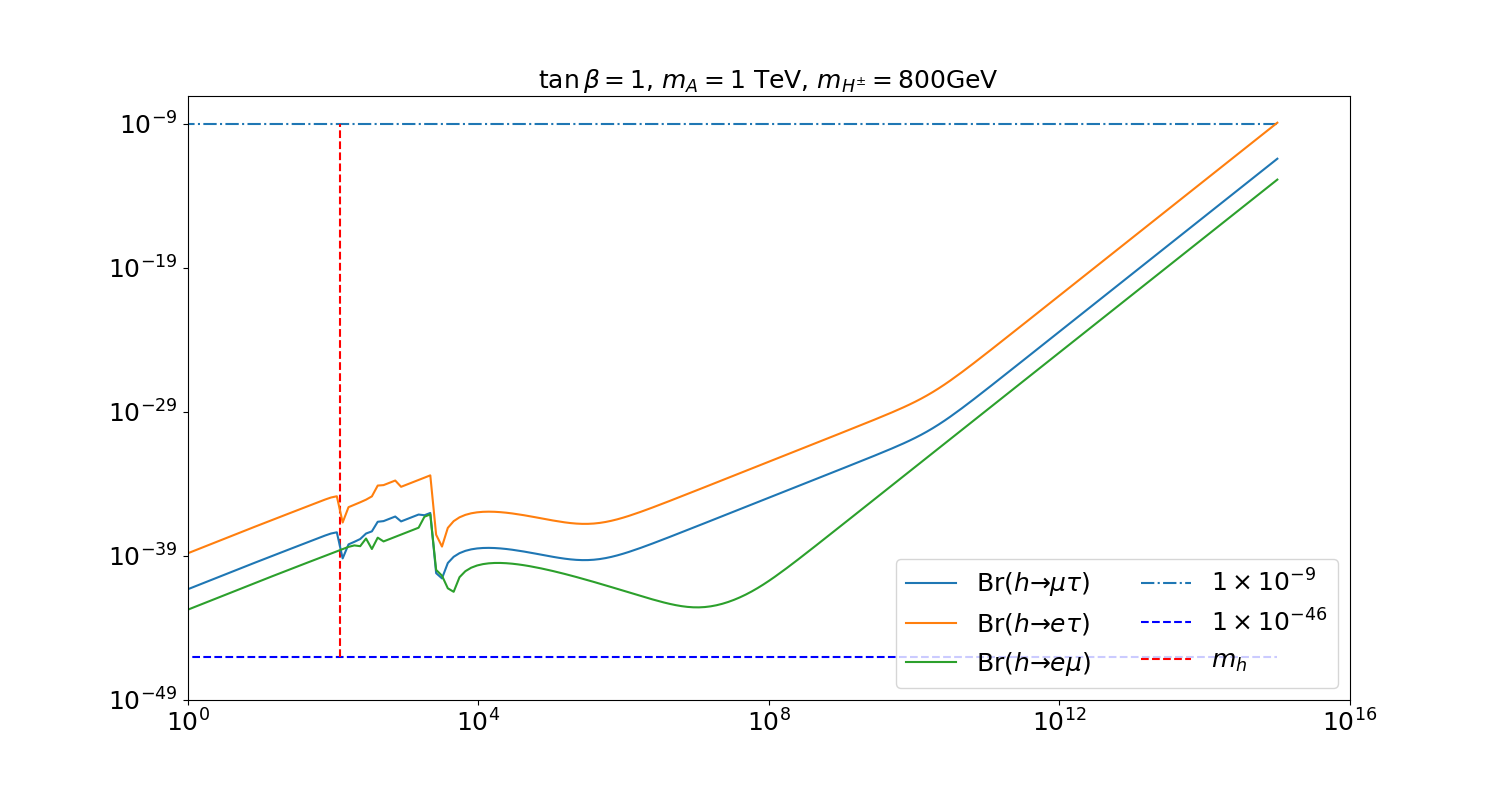 tan β = 1, m_A = 1 TeV, m_{H^±} = 800GeV
10^{-9}
10^{-19}
10^{-29}
10^{-39}
10^{-49}
10^0 10^4 10^8 10^{12} 10^{16}
Br(h→μτ) 1 × 10^{-9}
Br(h→eτ) 1 × 10^{-46}
Br(h→eμ) m_h